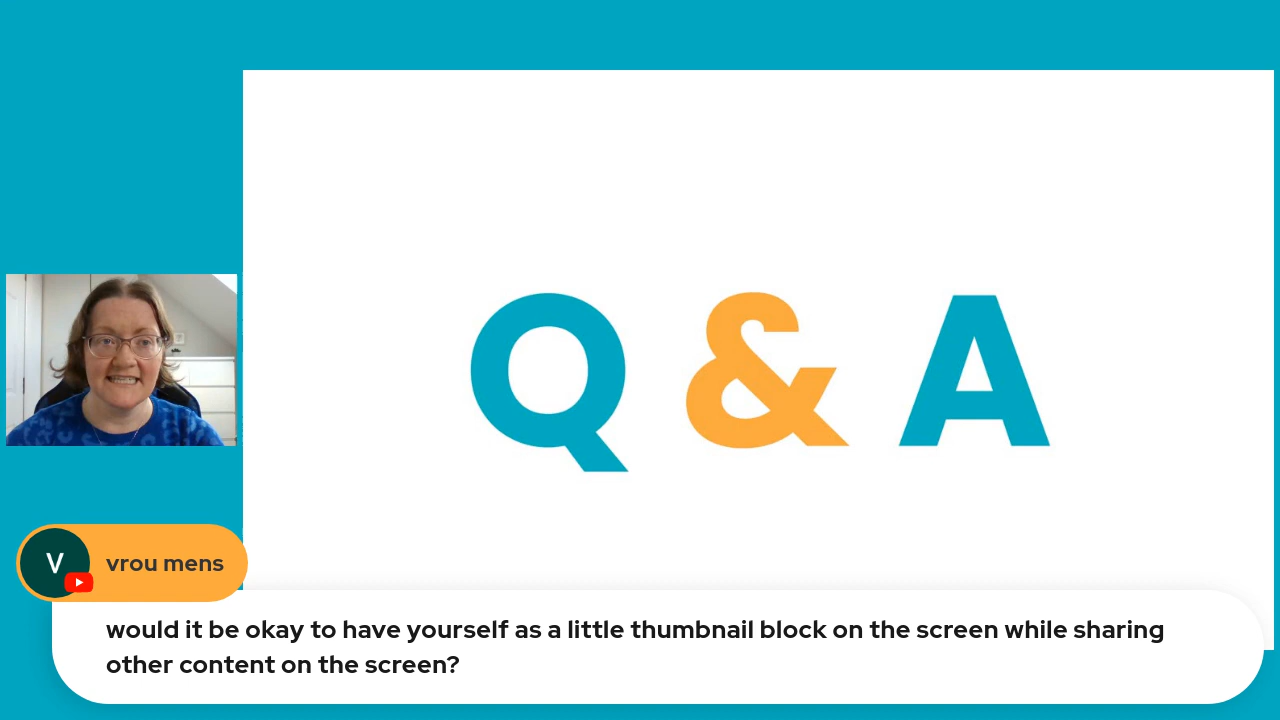 Q & A
V
vrou mens
would it be okay to have yourself as a little thumbnail block on the screen while sharing
other content on the screen?